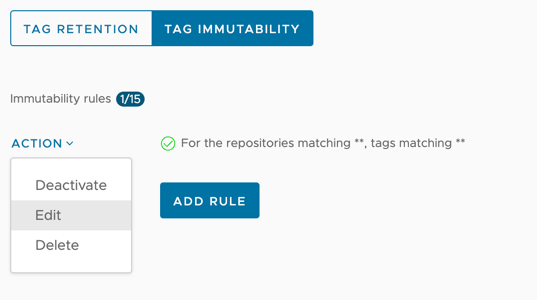 TAG RETENTION TAG IMMUTABILITY
Immutability rules 1/15
ACTION For the repositories matching **, tags matching **
Deactivate
Edit
Delete
ADD RULE